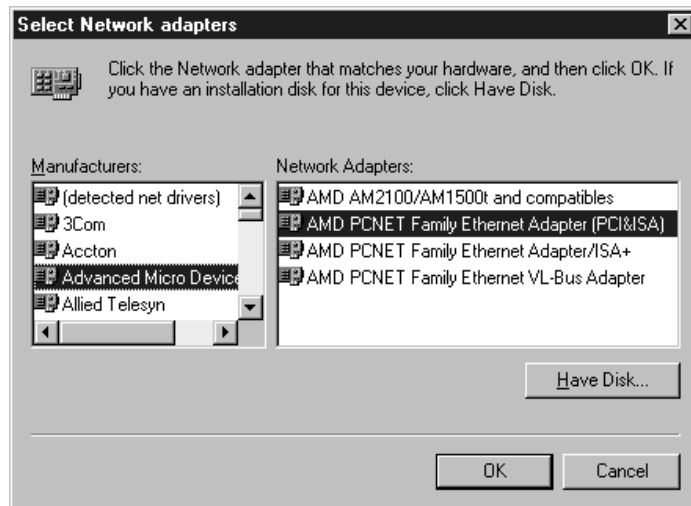 Select Network adapters
Click the Network adapter that matches your hardware, and then click OK. If
you have an installation disk for this device, click Have Disk.
Manufacturers:
(detected net drivers)
3Com
Accton
Advanced Micro Device
Allied Telesyn
Network Adapters:
AMD AM2100/AM1500t and compatibles
AMD PCNET Family Ethernet Adapter (PCI&ISA)
AMD PCNET Family Ethernet Adapter/ISA+
AMD PCNET Family Ethernet VL-Bus Adapter
Have Disk...
OK
Cancel